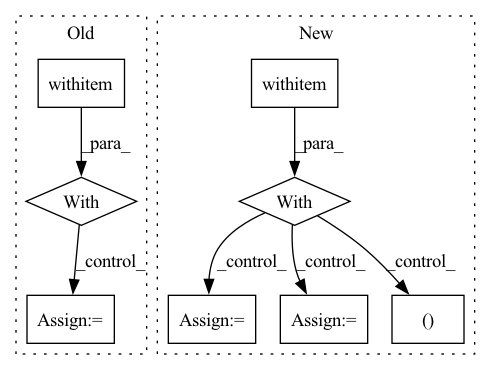 Old
New
withitem
withitem
_para_
_para_
With
With
_control_
_control_
_control_
_control_
Assign:=
Assign:=
Assign:=
()